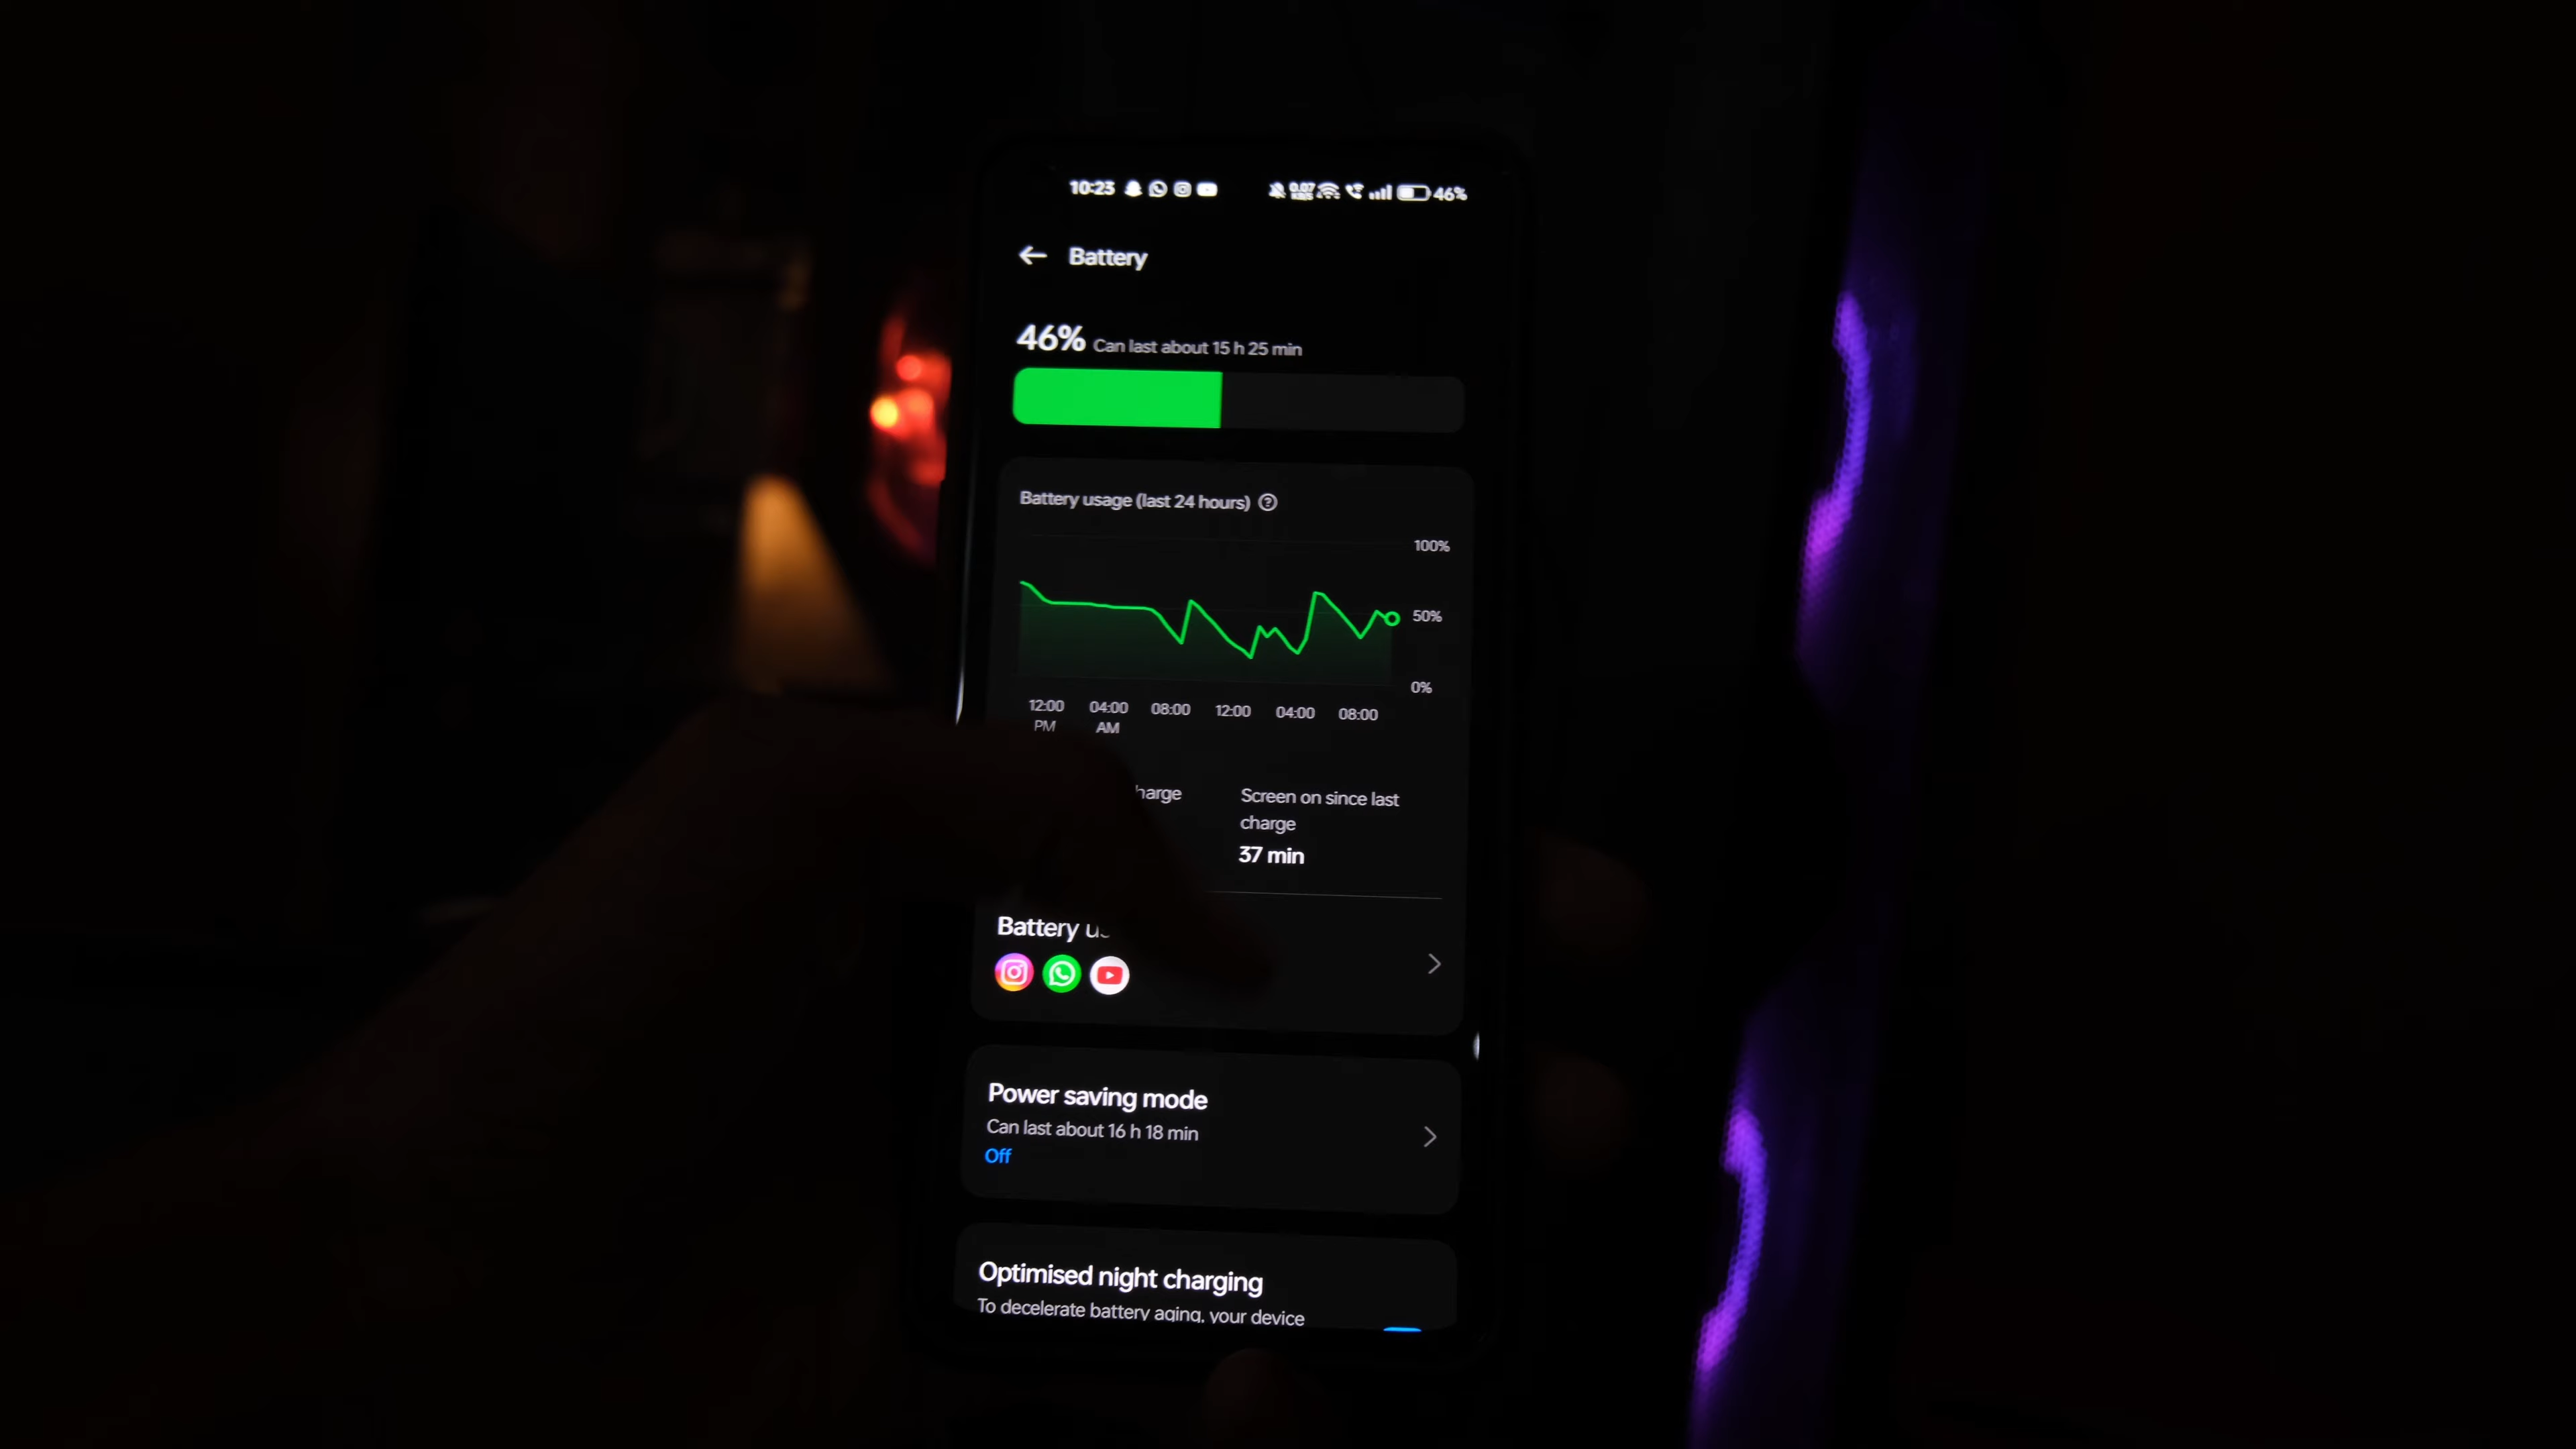 10:23 46%
Battery
46% Can last about 15 h 25 min
Battery usage (last 24 hours)
100%
50%
0%
12:00 04:00 08:00 12:00 04:00 08:00
PM AM
harge
Screen on since last
charge
37 min
Battery
Power saving mode
Can last about 16 h 18 min
Off
Optimised night charging
To decelerate battery aging, your device